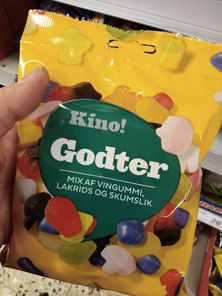 Kino!
Godter
MIX AF VINGUMMI,
LAKRIDS OG SKUMSLIK